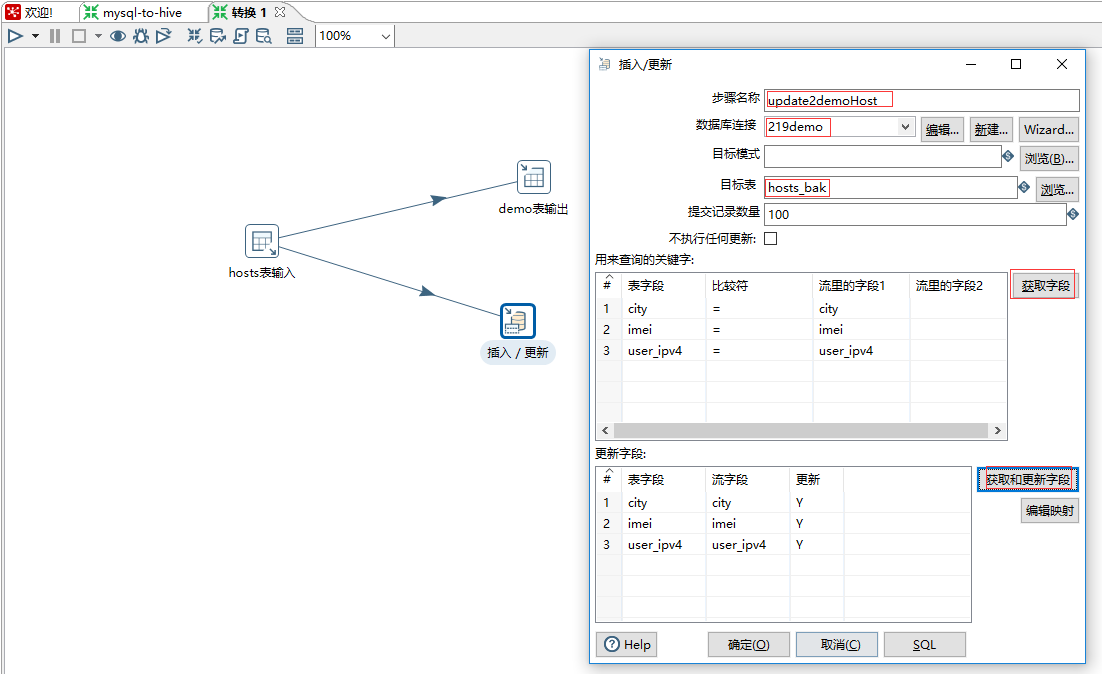 欢迎!
mysql-to-hive
转换 1
100%
hosts表输入
demo表输出
插入 / 更新
插入/更新
步骤名称 update2demoHost
数据库连接 219demo 编辑... 新建... Wizard...
目标模式 浏览(B)...
目标表 hosts_bak 浏览...
提交记录数量 100
不执行任何更新:
用来查询的关键字:
# 表字段 比较符 流里的字段1 流里的字段2
获取字段
1 city = city
2 imei = imei
3 user_ipv4 = user_ipv4
更新字段:
# 表字段 流字段 更新
获取和更新字段
1 city city Y
编辑映射
2 imei imei Y
3 user_ipv4 user_ipv4 Y
Help 确定(O) 取消(C) SQL